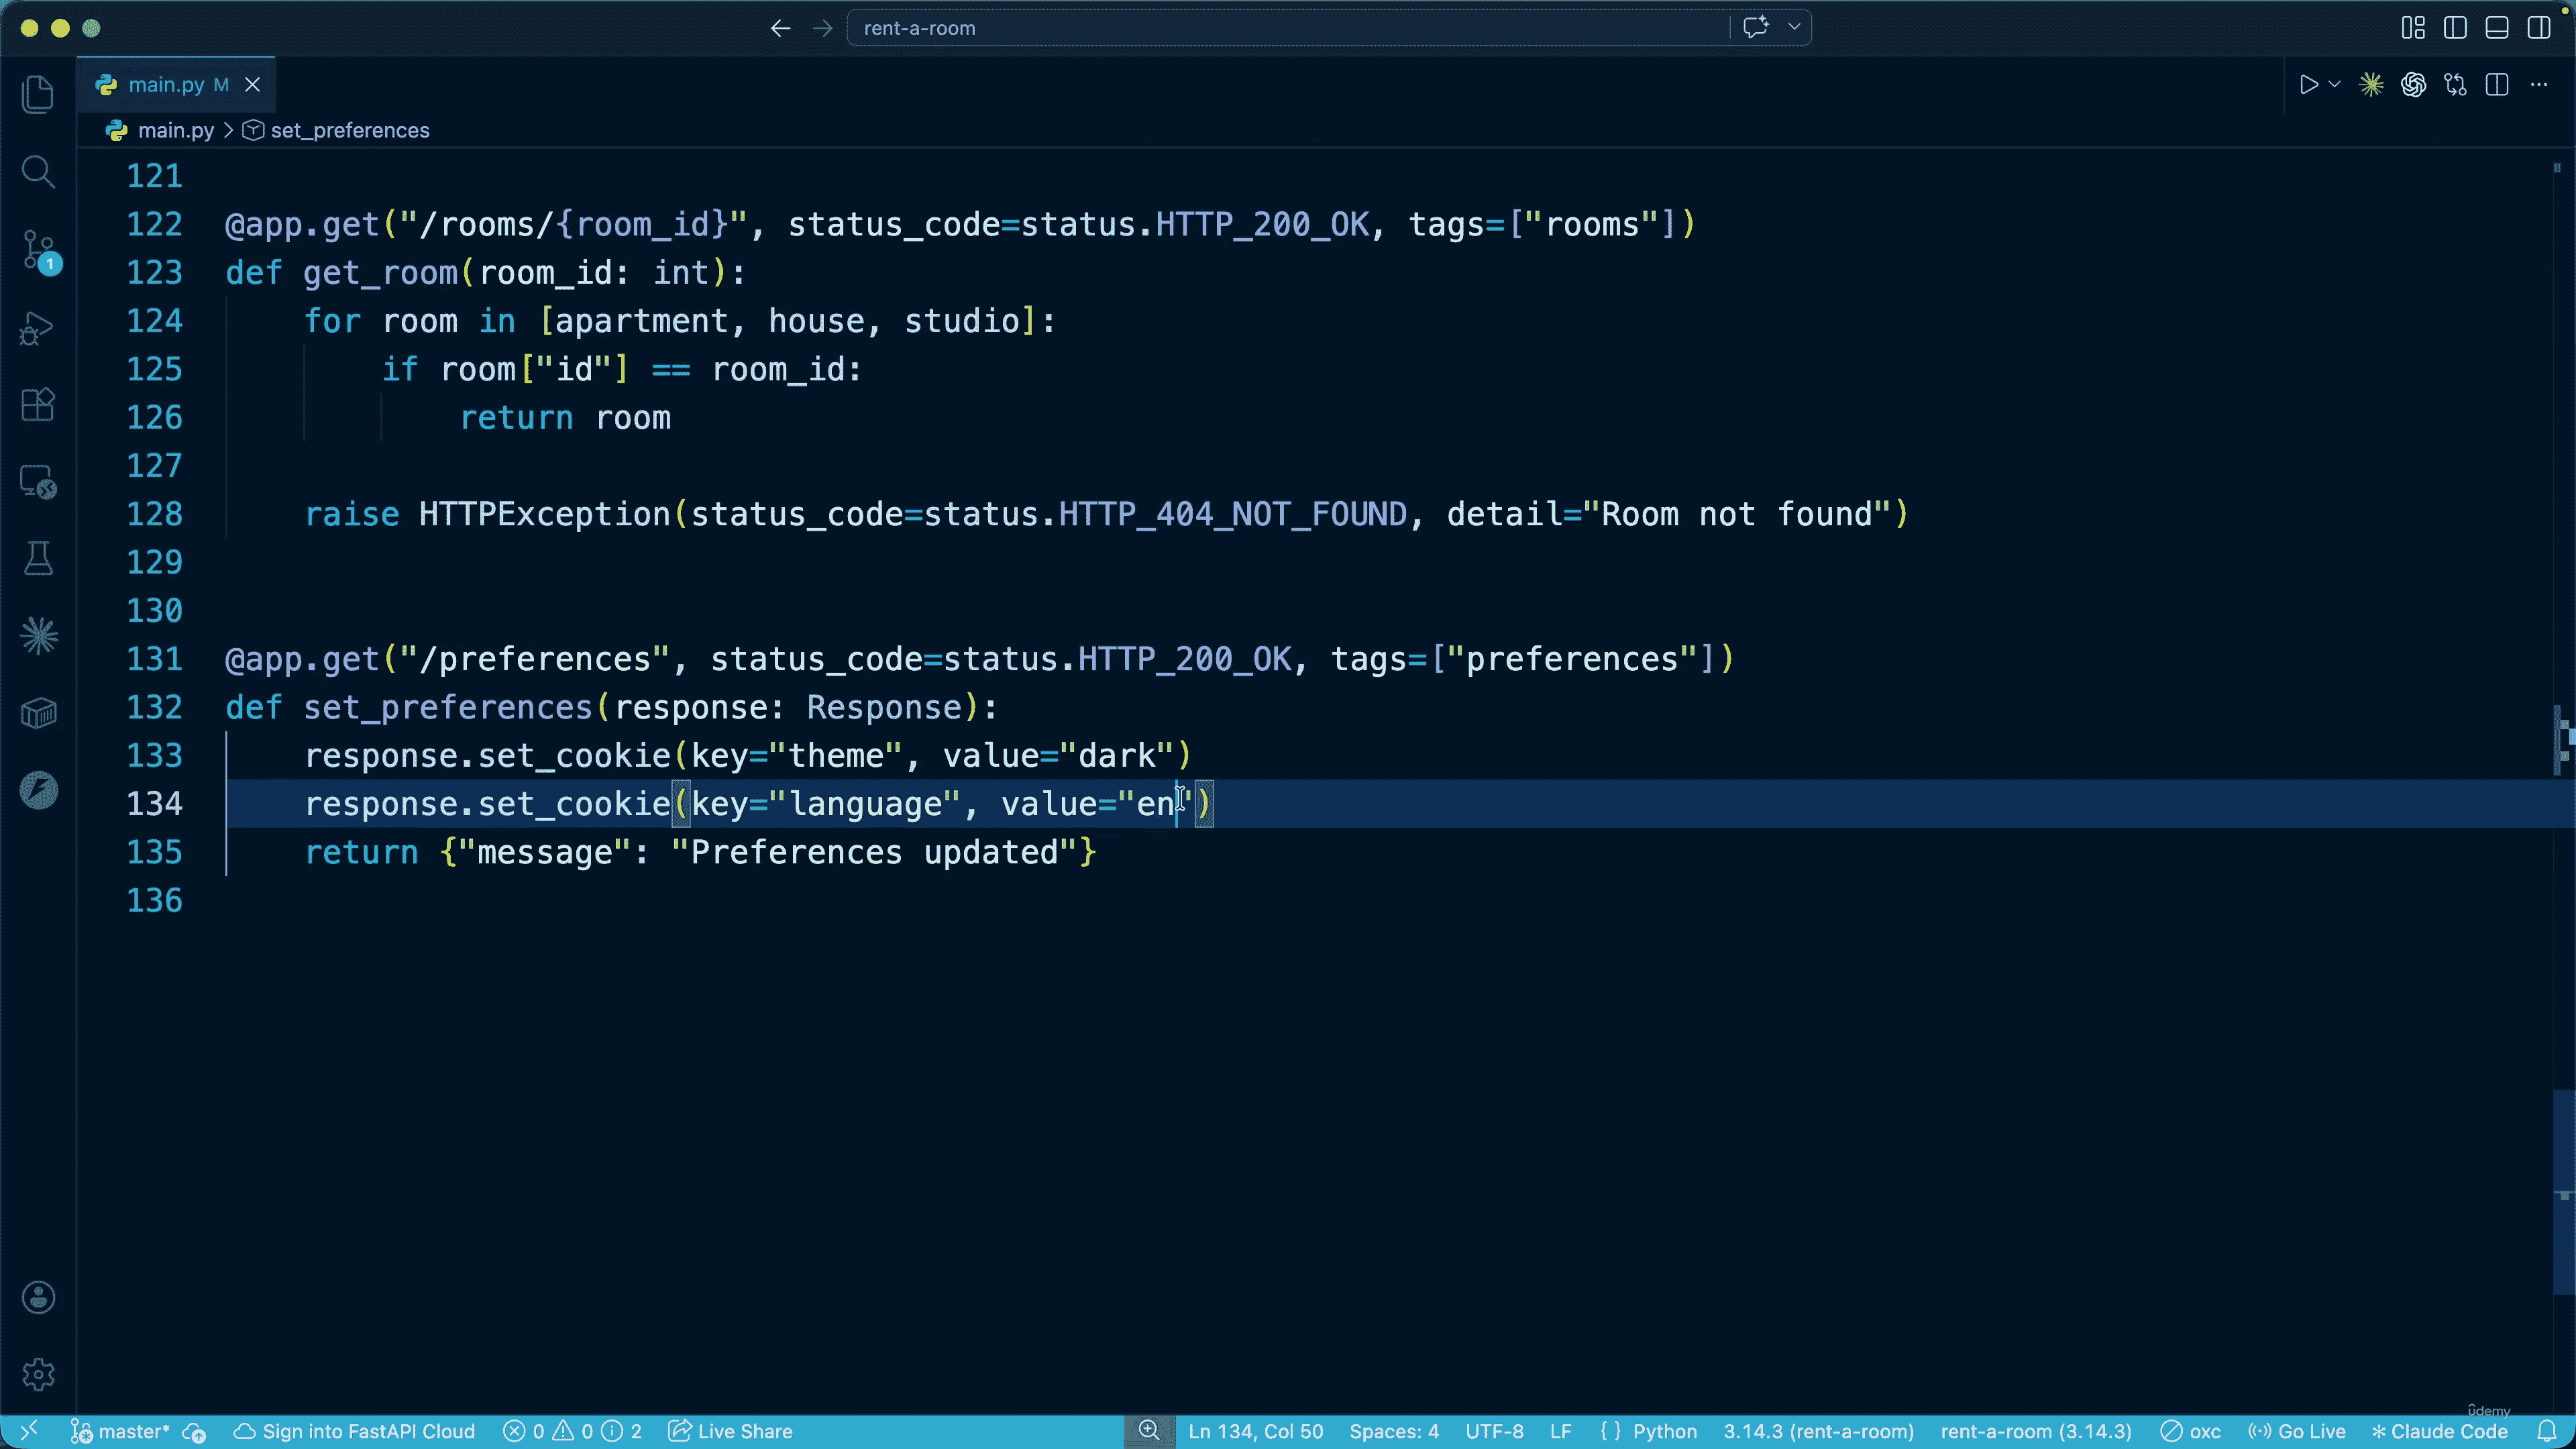 rent-a-room
main.py M
main.py > set_preferences
121
122 @app.get("/rooms/{room_id}", status_code=status.HTTP_200_OK, tags=["rooms"])
123 def get_room(room_id: int):
124     for room in [apartment, house, studio]:
125         if room["id"] == room_id:
126             return room
127
128     raise HTTPException(status_code=status.HTTP_404_NOT_FOUND, detail="Room not found")
129
130
131 @app.get("/preferences", status_code=status.HTTP_200_OK, tags=["preferences"])
132 def set_preferences(response: Response):
133     response.set_cookie(key="theme", value="dark")
134     response.set_cookie(key="language", value="en")
135     return {"message": "Preferences updated"}
136
1
udemy
master* Sign into FastAPI Cloud 0 0 2 Live Share Ln 134, Col 50 Spaces: 4 UTF-8 LF { } Python 3.14.3 (rent-a-room) rent-a-room (3.14.3) oxc Go Live Claude Code